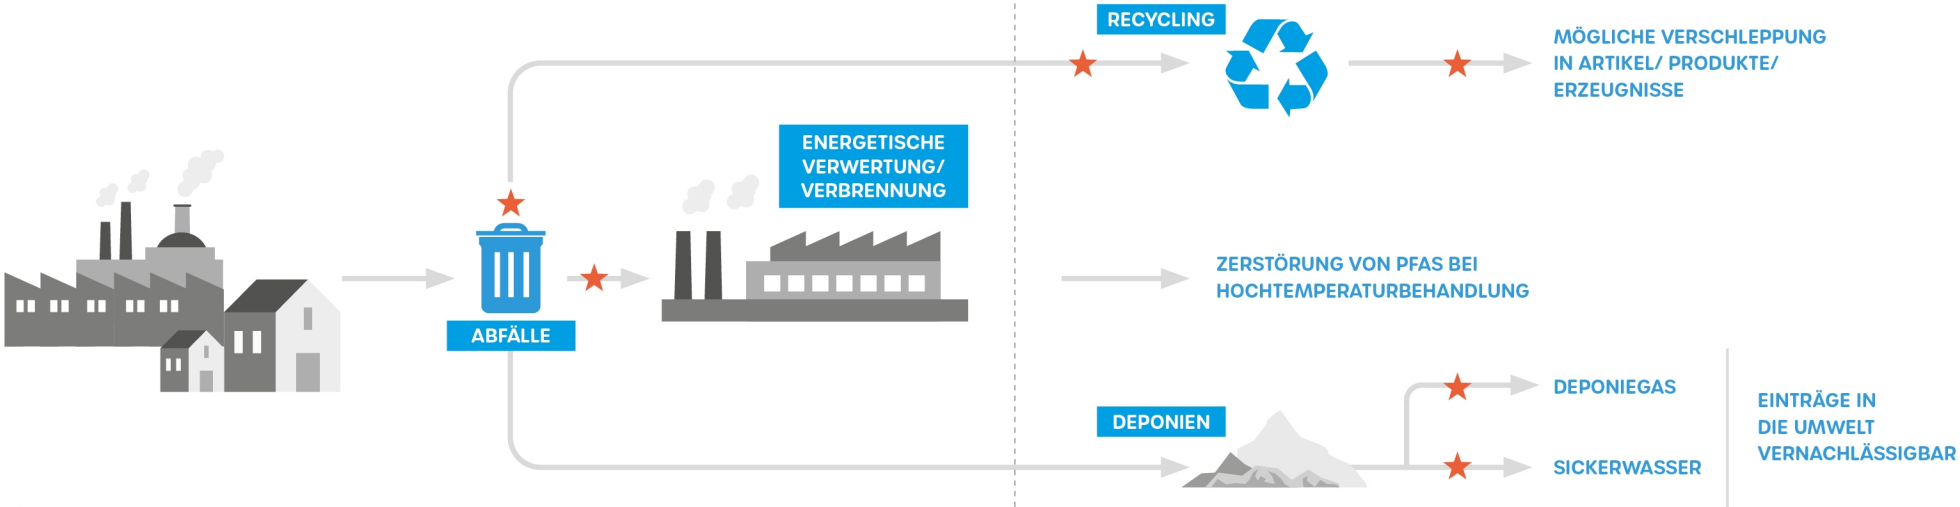 RECYCLING
MÖGLICHE VERSCHLEPPUNG
IN ARTIKEL/ PRODUKTE/
ERZEUGNISSE
ENERGETISCHE
VERWERTUNG/
VERBRENNUNG
ZERSTÖRUNG VON PFAS BEI
HOCHTEMPERATURBEHANDLUNG
ABFÄLLE
DEPONIEN
DEPONIEGAS
SICKERWASSER
EINTRÄGE IN
DIE UMWELT
VERNACHLÄSSIGBAR